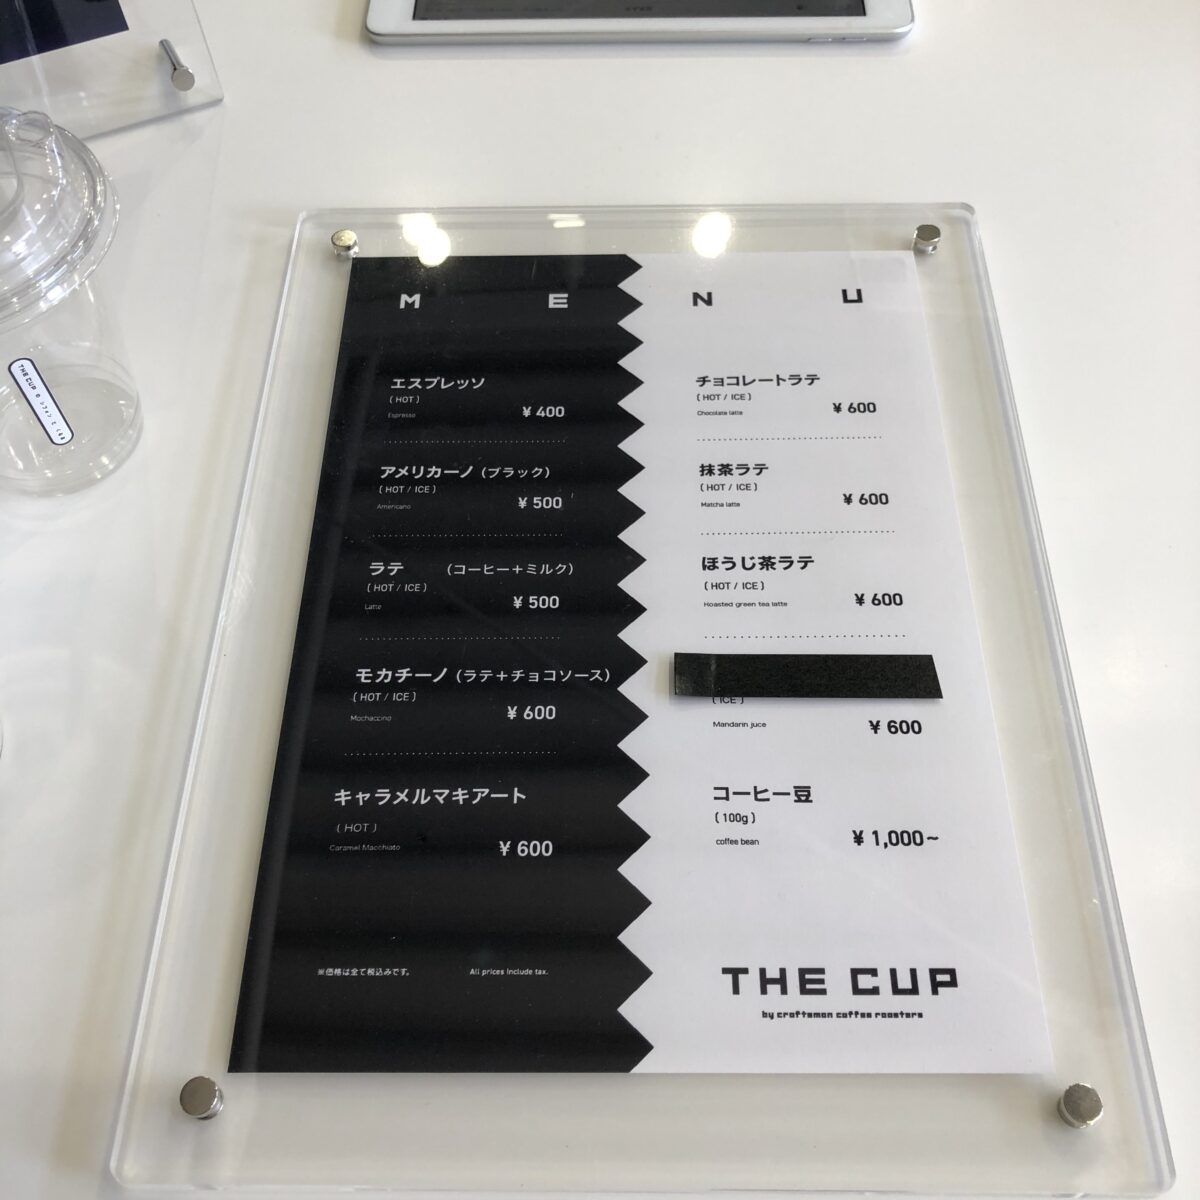 MENU
エスプレッソ
(HOT)
Espresso
¥ 400
アメリカーノ (ブラック)
(HOT / ICE)
Americano
¥ 500
ラテ (コーヒー+ミルク)
(HOT / ICE)
Latte
¥ 500
モカチーノ (ラテ+チョコソース)
(HOT / ICE)
Mochaccino
¥ 600
キャラメルマキアート
(HOT)
Caramel Macchiato
¥ 600
※価格は全て税込みです。
All prices include tax.
チョコレートラテ
(HOT / ICE)
Chocolate latte
¥ 600
抹茶ラテ
(HOT / ICE)
Matcha latte
¥ 600
ほうじ茶ラテ
(HOT / ICE)
Roasted green tea latte
¥ 600
(ICE)
Mandarin juce
¥ 600
コーヒー豆
(100g)
coffee bean
¥ 1,000~
THE CUP
by craftsman coffee roasters
THE CUP